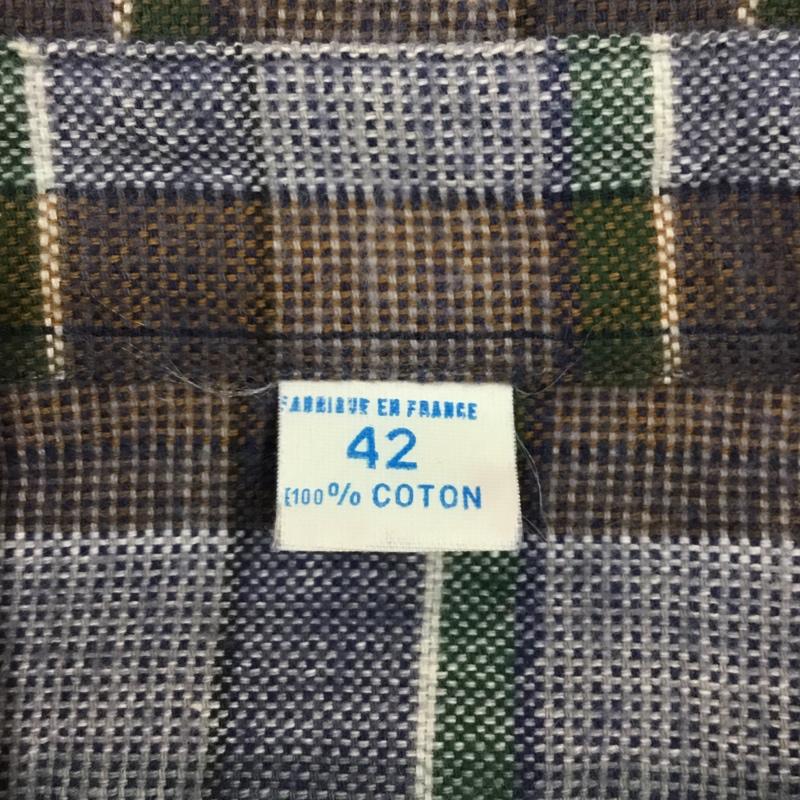 FABRIQUE EN FRANCE
42
[100% COTON